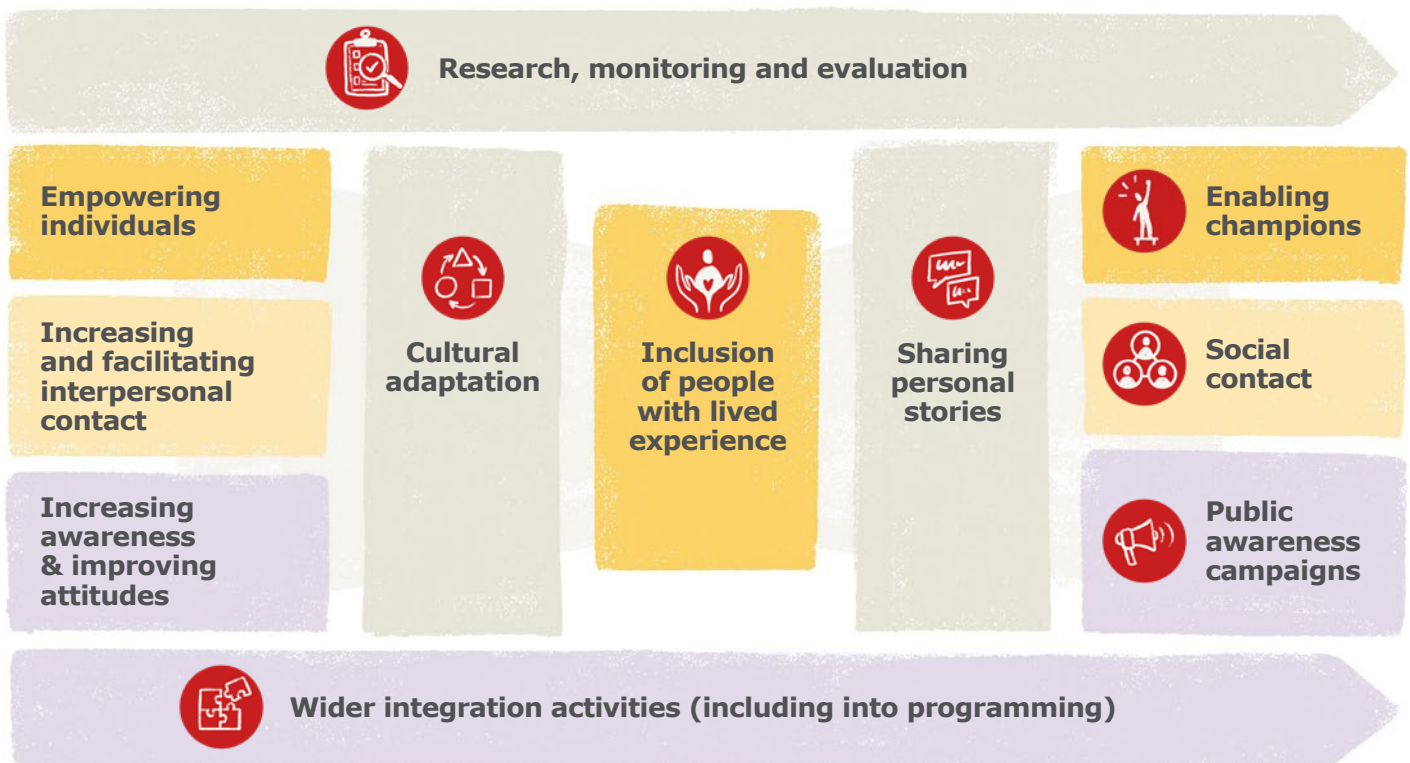 Research, monitoring and evaluation
Empowering
individuals
Increasing
and facilitating
interpersonal
contact
Increasing
awareness
& improving
attitudes
Cultural
adaptation
Inclusion
of people
with lived
experience
Sharing
personal
stories
Enabling
champions
Social
contact
Public
awareness
campaigns
Wider integration activities (including into programming)